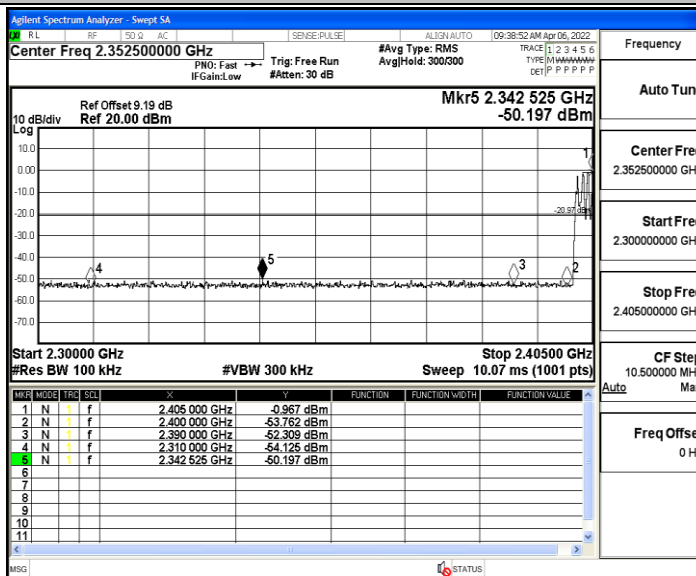 Agilent Spectrum Analyzer - Swept SA
RL RF 50 Ω AC SENSE:PULSE ALIGN AUTO 09:38:52 AM Apr 06, 2022
Center Freq 2.352500000 GHz
PNO: Fast
IFGain:Low
Trig: Free Run
#Atten: 30 dB
#Avg Type: RMS
Avg|Hold: 300/300
TRACE 1 2 3 4 5 6
TYPE M WWWWW
DET P P P P P P
Frequency
Auto Tun
Center Fre
2.352500000 GH
Start Fre
2.300000000 GH
Stop Fre
2.405000000 GH
CF Step
10.500000 MH
Auto Ma
Freq Offse
0 H
Mkr5 2.342 525 GHz
-50.197 dBm
Ref Offset 9.19 dB
10 dB/div Ref 20.00 dBm
Log
10.0
0.00
-10.0
-20.0
-30.0
-40.0
-50.0
-60.0
-70.0
1
-20.97 dBm
4
5
3
2
Start 2.30000 GHz Stop 2.40500 GHz
#Res BW 100 kHz #VBW 300 kHz Sweep 10.07 ms (1001 pts)
MKR MODE TRC SCL X Y FUNCTION FUNCTION WIDTH FUNCTION VALUE
1 N 1 f 2.405 000 GHz -0.967 dBm
2 N 1 f 2.400 000 GHz -53.762 dBm
3 N 1 f 2.390 000 GHz -52.309 dBm
4 N 1 f 2.310 000 GHz -54.125 dBm
5 N 1 f 2.342 525 GHz -50.197 dBm
6
7
8
9
10
11
MSG STATUS